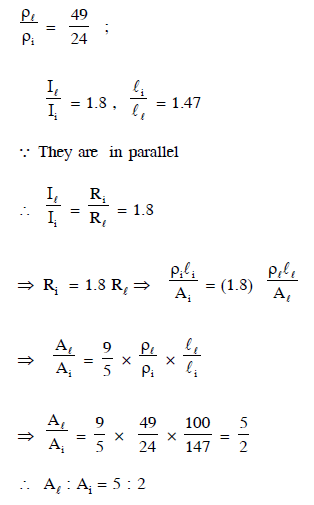 ρℓ/ρi = 49/24 ;
Iℓ/Ii = 1.8 , ℓi/ℓℓ = 1.47
∵ They are in parallel
∴ Iℓ/Ii = Ri/Rℓ = 1.8
⇒ Ri = 1.8 Rℓ ⇒ ρiℓi/Ai = (1.8) ρℓℓℓ/Aℓ
⇒ Aℓ/Ai = 9/5 × ρℓ/ρi × ℓℓ/ℓi
⇒ Aℓ/Ai = 9/5 × 49/24 × 100/147 = 5/2
∴ Aℓ : Ai = 5 : 2